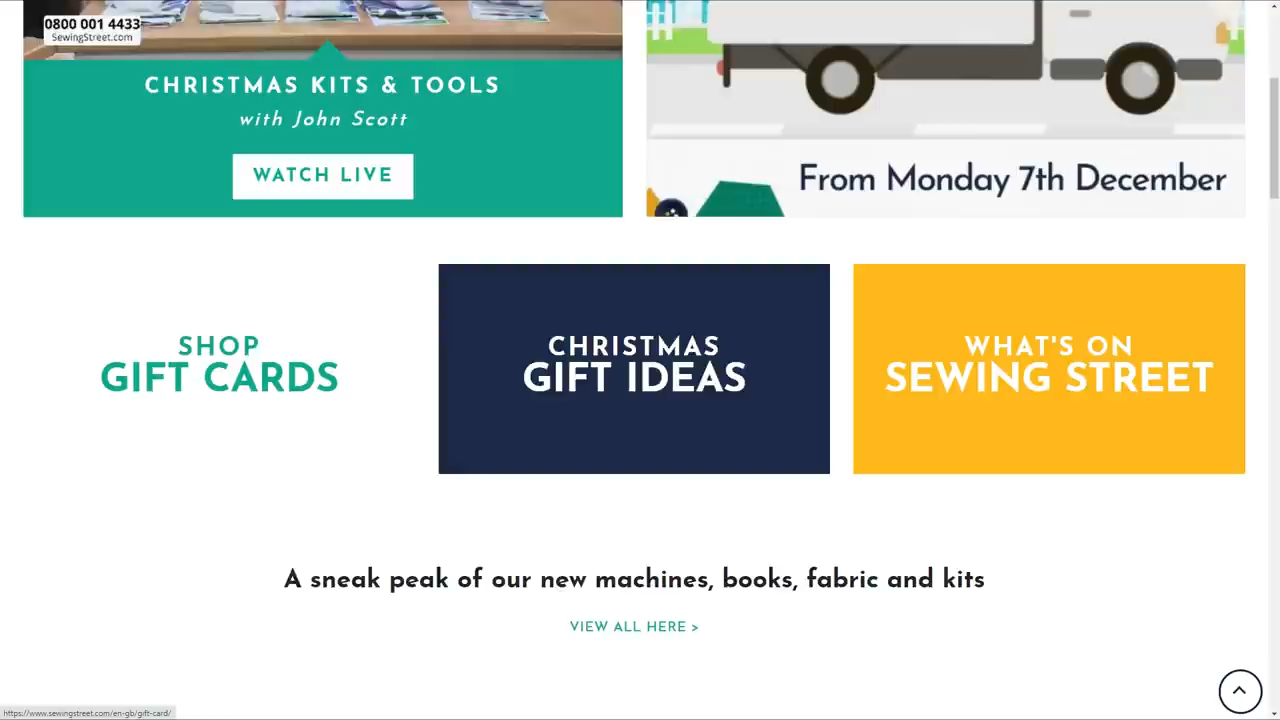 0800 001 4433
SewingStreet.com
CHRISTMAS KITS & TOOLS
with John Scott
WATCH LIVE
From Monday 7th December
SHOP
GIFT CARDS
CHRISTMAS
GIFT IDEAS
WHAT'S ON
SEWING STREET
A sneak peak of our new machines, books, fabric and kits
VIEW ALL HERE >
https://www.sewingstreet.com/en-gb/gift-card/